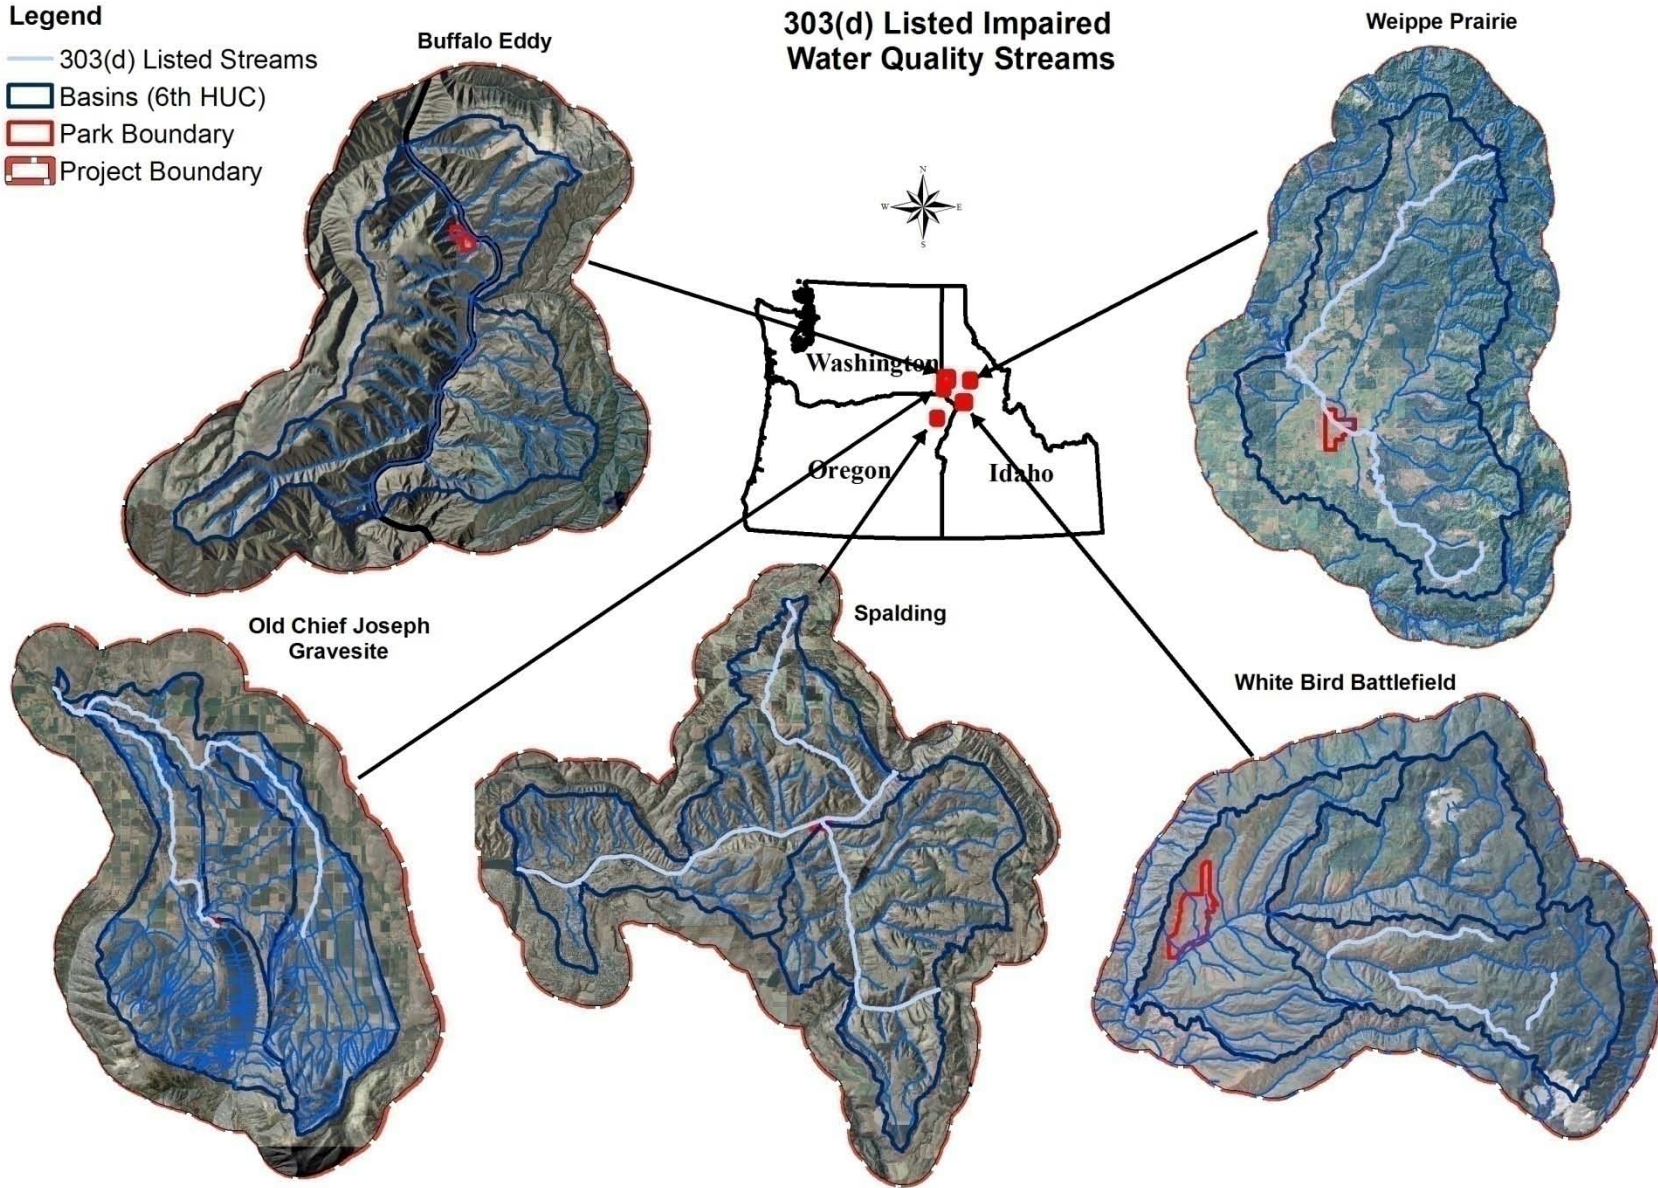 Legend
303(d) Listed Streams
Basins (6th HUC)
Park Boundary
Project Boundary
303(d) Listed Impaired
Water Quality Streams
Buffalo Eddy
Weippe Prairie
N
W
E
S
Washington
Oregon
Idaho
Old Chief Joseph
Gravesite
Spalding
White Bird Battlefield